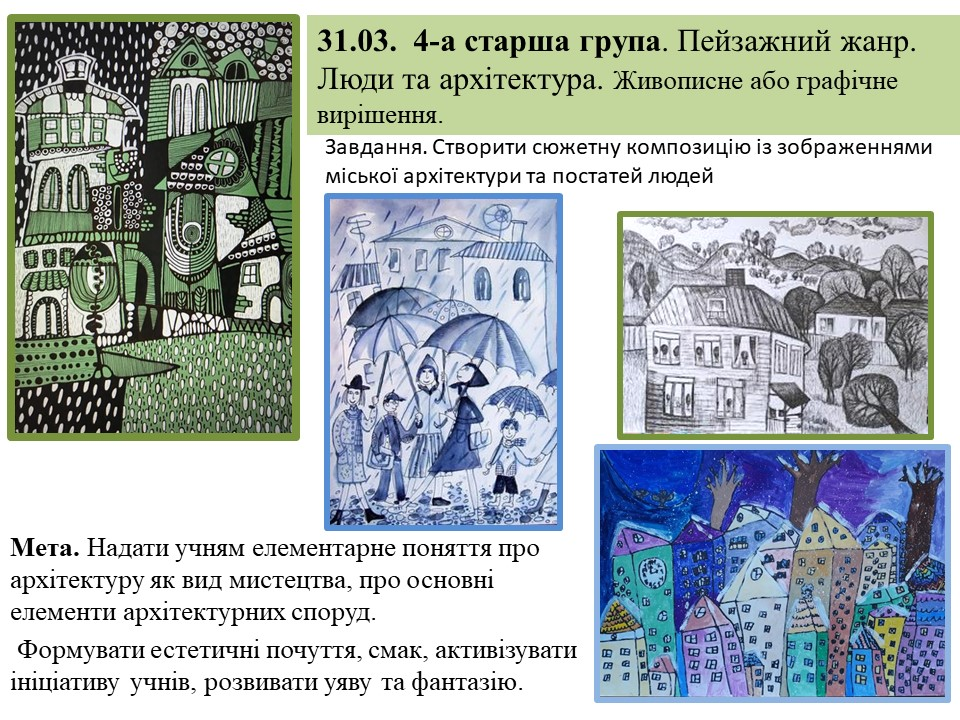 31.03.  4-а старша група. Пейзажний жанр.
Люди та архітектура. Живописне або графічне
вирішення.
Завдання. Створити сюжетну композицію із зображеннями
міської архітектури та постатей людей
Мета. Надати учням елементарне поняття про
архітектуру як вид мистецтва, про основні
елементи архітектурних споруд.
Формувати естетичні почуття, смак, активізувати
ініціативу учнів, розвивати уяву та фантазію.